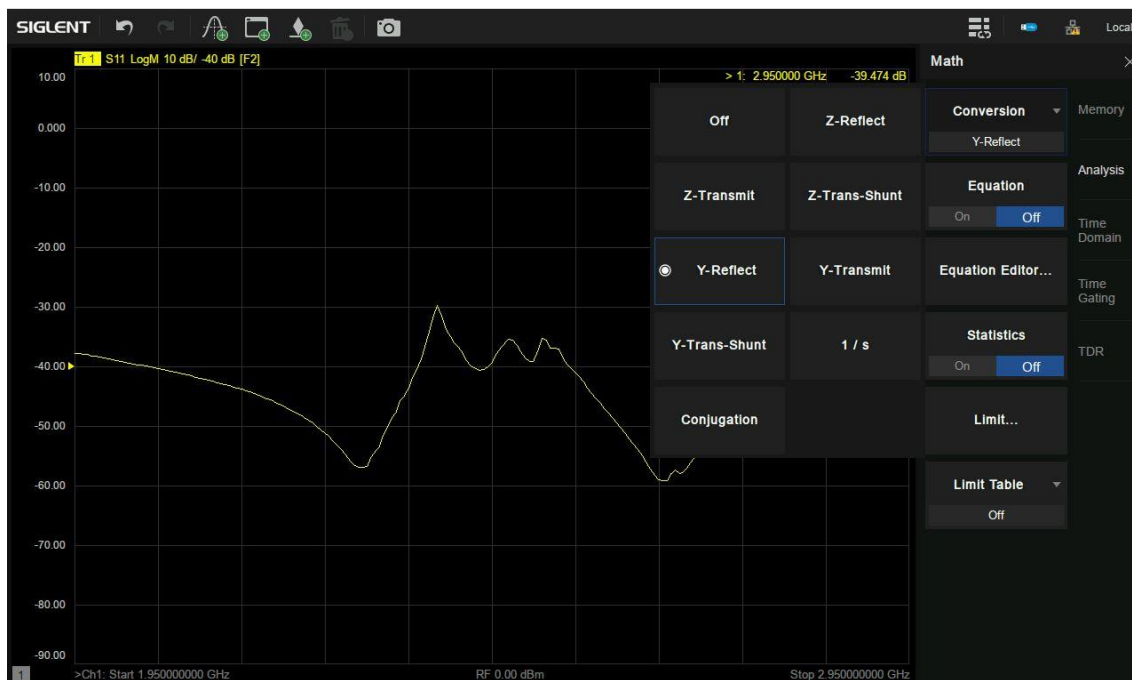 SIGLENT
Local
Tr 1 S11 LogM 10 dB/ -40 dB [F2]
> 1: 2.950000 GHz -39.474 dB
10.00
0.000
-10.00
-20.00
-30.00
-40.00
-50.00
-60.00
-70.00
-80.00
-90.00
Off
Z-Reflect
Z-Transmit
Z-Trans-Shunt
Y-Reflect
Y-Transmit
Y-Trans-Shunt
1 / s
Conjugation
Math
Conversion
Y-Reflect
Equation
On Off
Equation Editor...
Statistics
On Off
Limit...
Limit Table
Off
Memory
Analysis
Time
Domain
Time
Gating
TDR
1 >Ch1: Start 1.950000000 GHz RF 0.00 dBm Stop 2.950000000 GHz